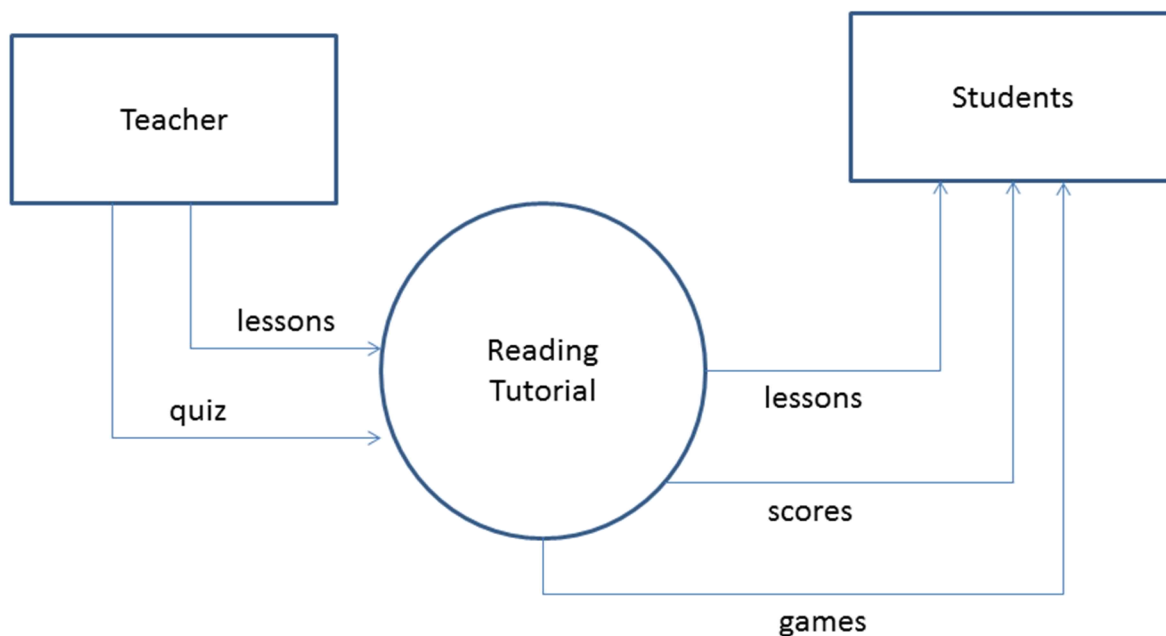 Teacher
Students
lessons
quiz
Reading
Tutorial
lessons
scores
games